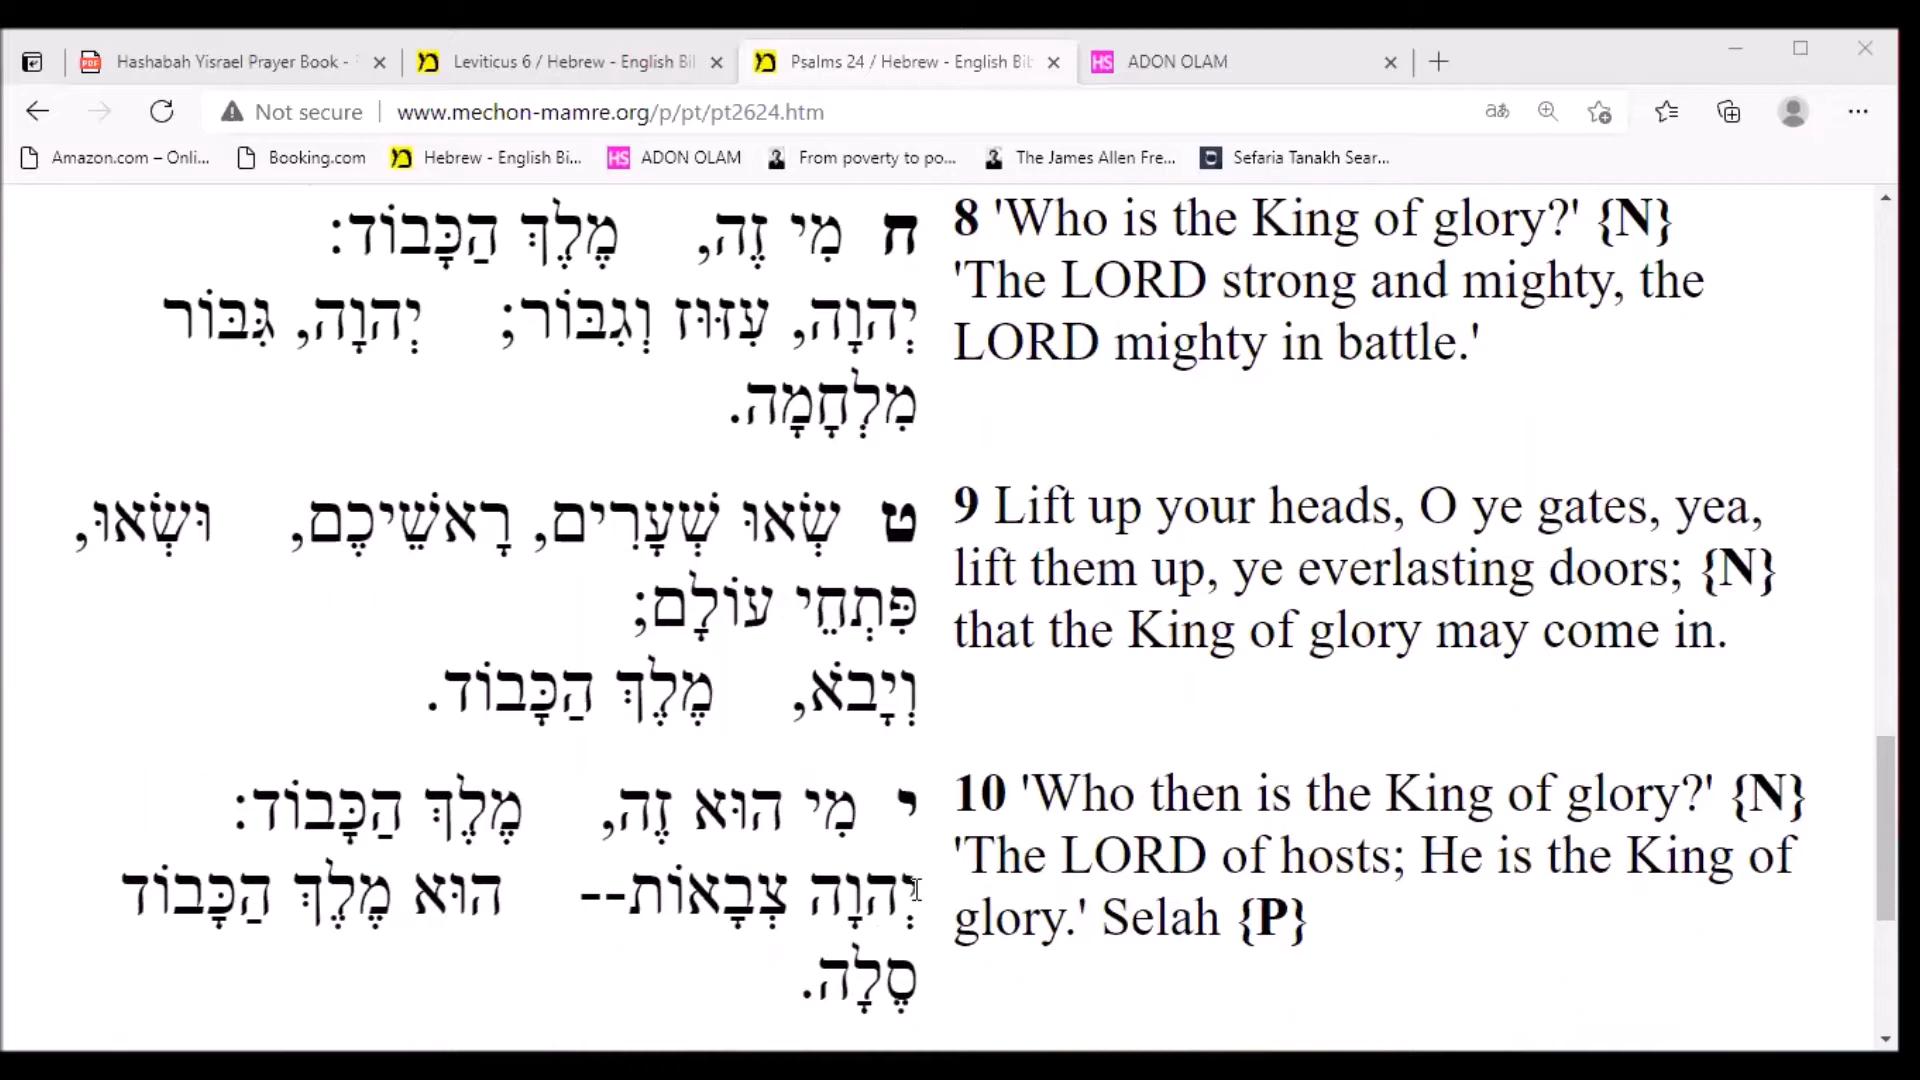 Hashabah Yisrael Prayer Book -
Leviticus 6 / Hebrew - English Bil
Psalms 24 / Hebrew - English Bib
HS ADON OLAM
Not secure
www.mechon-mamre.org/p/pt/pt2624.htm
Amazon.com – Onli...
Booking.com
Hebrew - English Bi...
HS ADON OLAM
From poverty to po...
The James Allen Fre...
Sefaria Tanakh Sear...
ח מִי זֶה, מֶלֶךְ הַכָּבוֹד:
יְהוָה, עִזּוּז וְגִבּוֹר; יְהוָה, גִּבּוֹר
מִלְחָמָה.
8 'Who is the King of glory?' {N}
'The LORD strong and mighty, the
LORD mighty in battle.'
ט שְׂאוּ שְׁעָרִים, רָאשֵׁיכֶם, וּשְׂאוּ,
פִּתְחֵי עוֹלָם;
וְיָבֹא, מֶלֶךְ הַכָּבוֹד.
9 Lift up your heads, O ye gates, yea,
lift them up, ye everlasting doors; {N}
that the King of glory may come in.
י מִי הוּא זֶה, מֶלֶךְ הַכָּבוֹד:
יְהוָה צְבָאוֹת-- הוּא מֶלֶךְ הַכָּבוֹד
סֶלָה.
10 'Who then is the King of glory?' {N}
'The LORD of hosts; He is the King of
glory.' Selah {P}